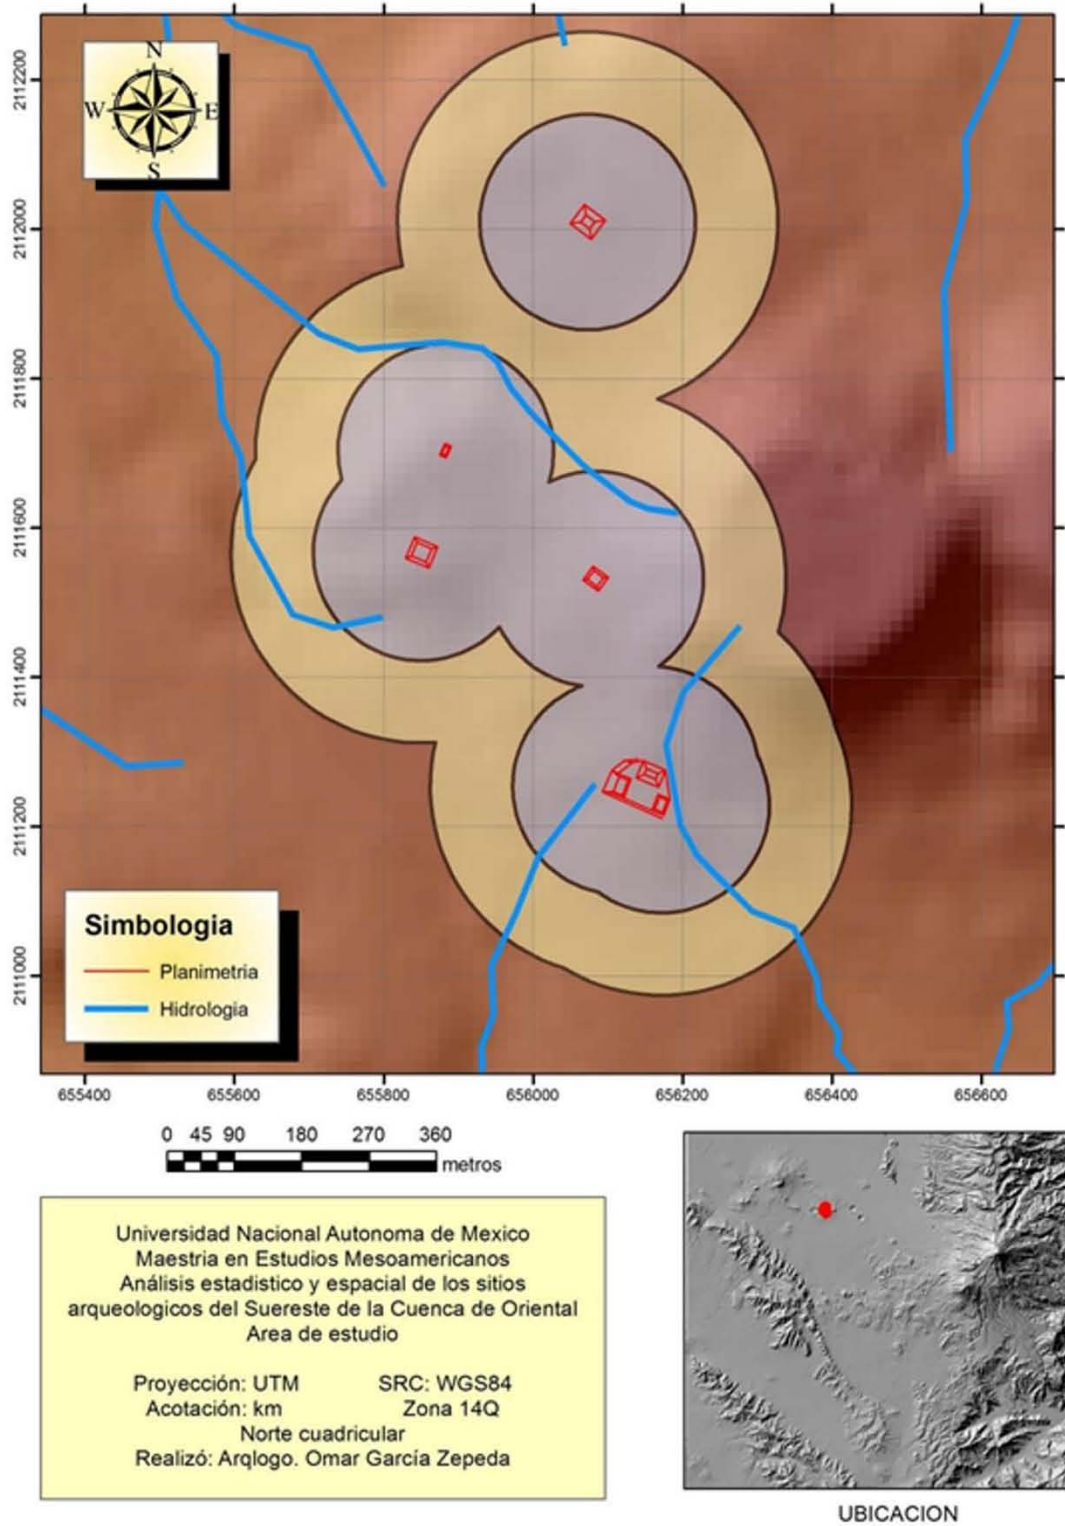 N
W E
S
2112200
2112000
2111800
2111600
2111400
2111200
2111000
Simbologia
Planimetria
Hidrologia
655400 655600 655800 656000 656200 656400 656600
0 45 90 180 270 360
metros
Universidad Nacional Autonoma de Mexico
Maestria en Estudios Mesoamericanos
Análisis estadistico y espacial de los sitios
arqueologicos del Suereste de la Cuenca de Oriental
Area de estudio
Proyección: UTM SRC: WGS84
Acotación: km Zona 14Q
Norte cuadricular
Realizó: Arqlogo. Omar García Zepeda
UBICACION